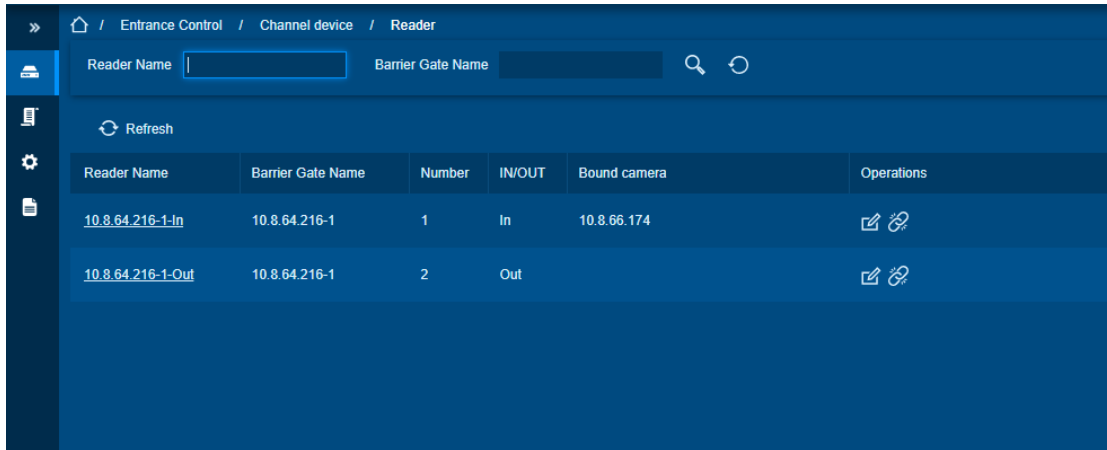 » / Entrance Control / Channel device / Reader
Reader Name Barrier Gate Name
Refresh
Reader Name Barrier Gate Name Number IN/OUT Bound camera Operations
10.8.64.216-1-In 10.8.64.216-1 1 In 10.8.66.174
10.8.64.216-1-Out 10.8.64.216-1 2 Out